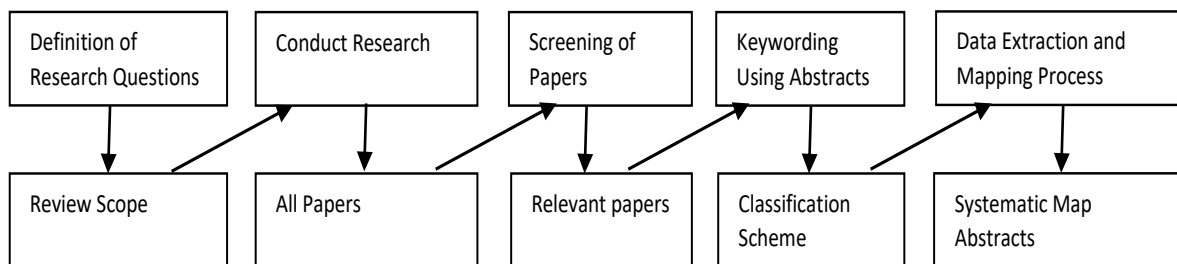 Definition of
Research Questions
Conduct Research
Screening of
Papers
Keywording
Using Abstracts
Data Extraction and
Mapping Process
Review Scope
All Papers
Relevant papers
Classification
Scheme
Systematic Map
Abstracts